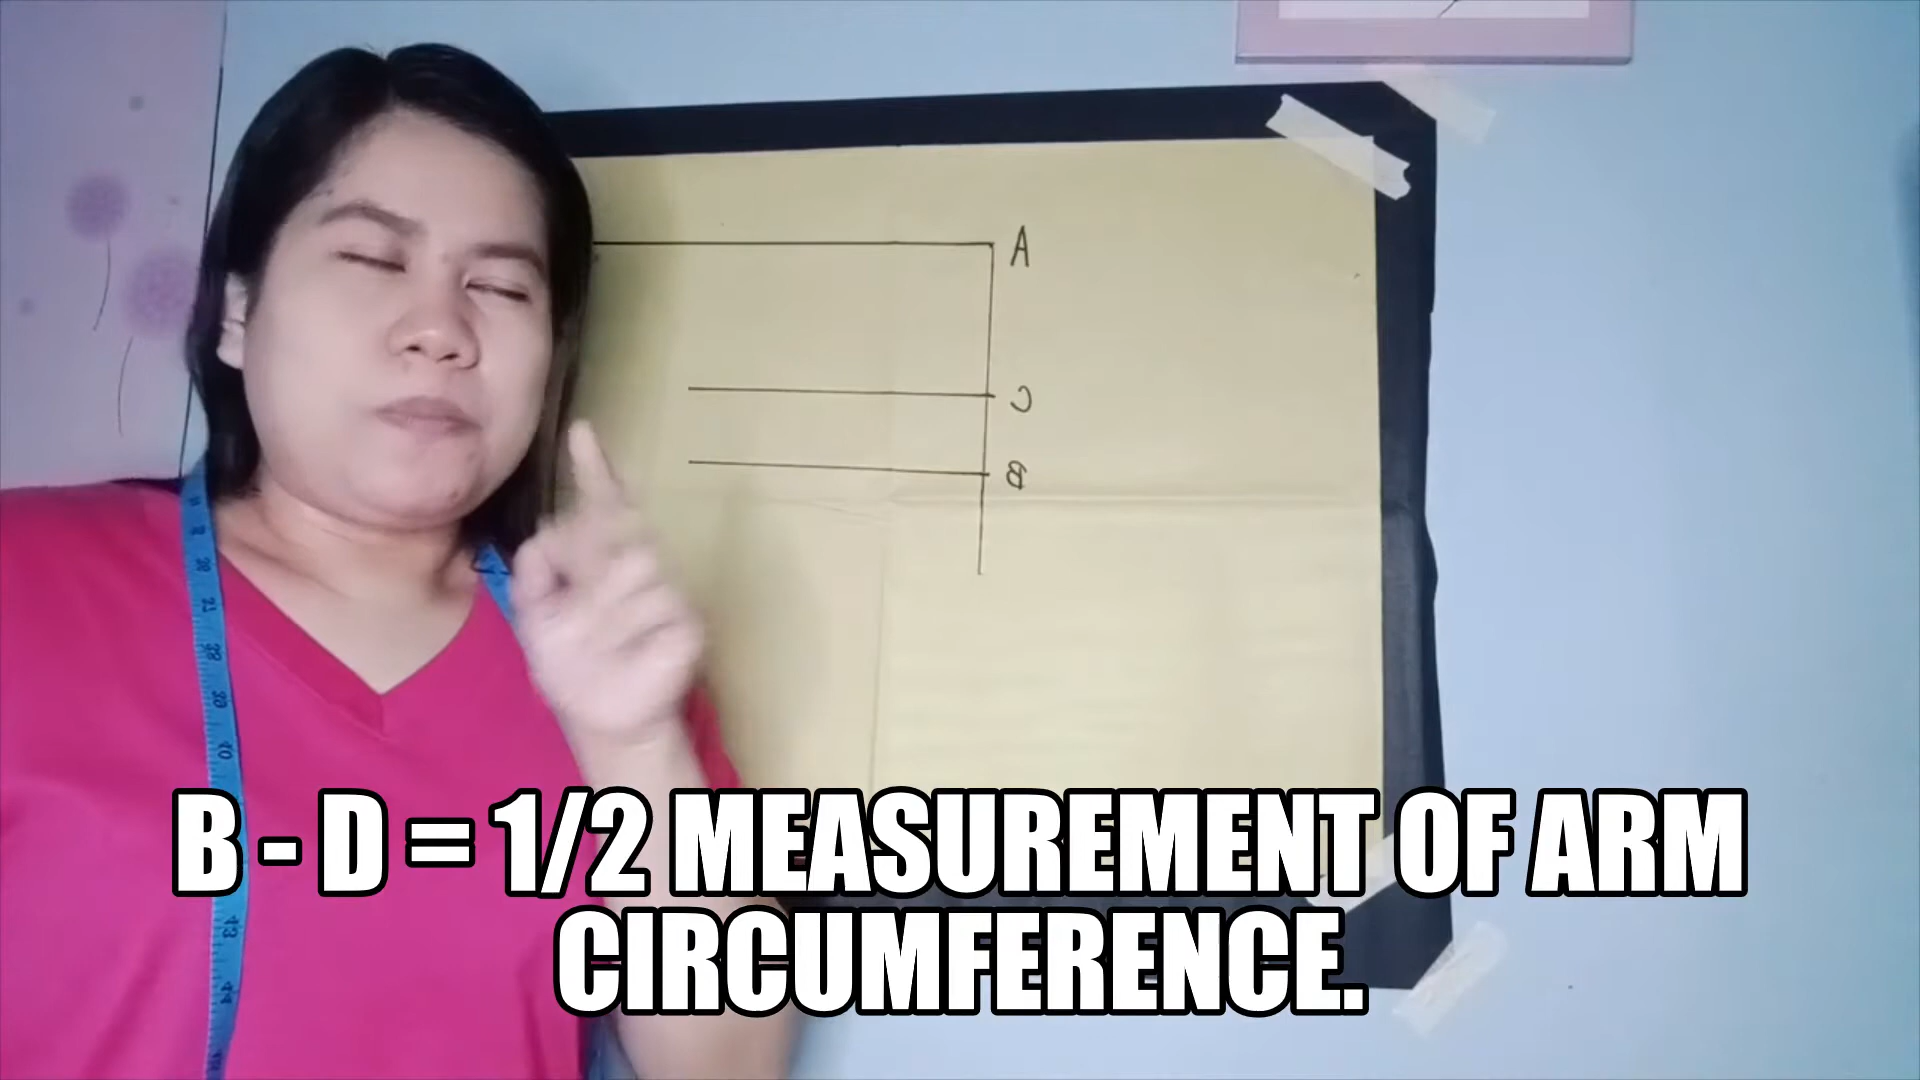 A
C
B
B - D = 1/2 MEASUREMENT OF ARM
CIRCUMFERENCE.